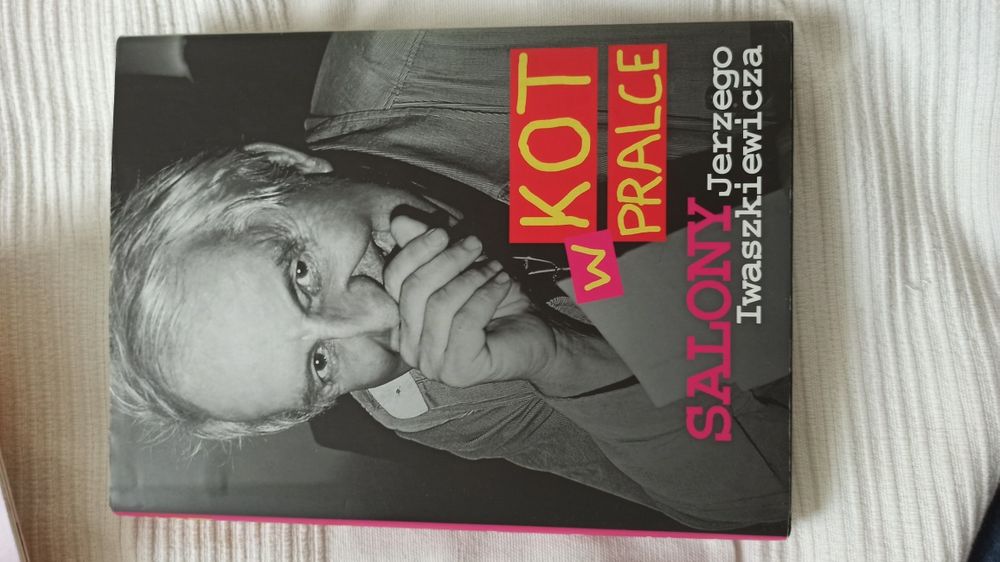 KOT
w
PRALCE
SALONY Jerzego
Iwaszkiewicza